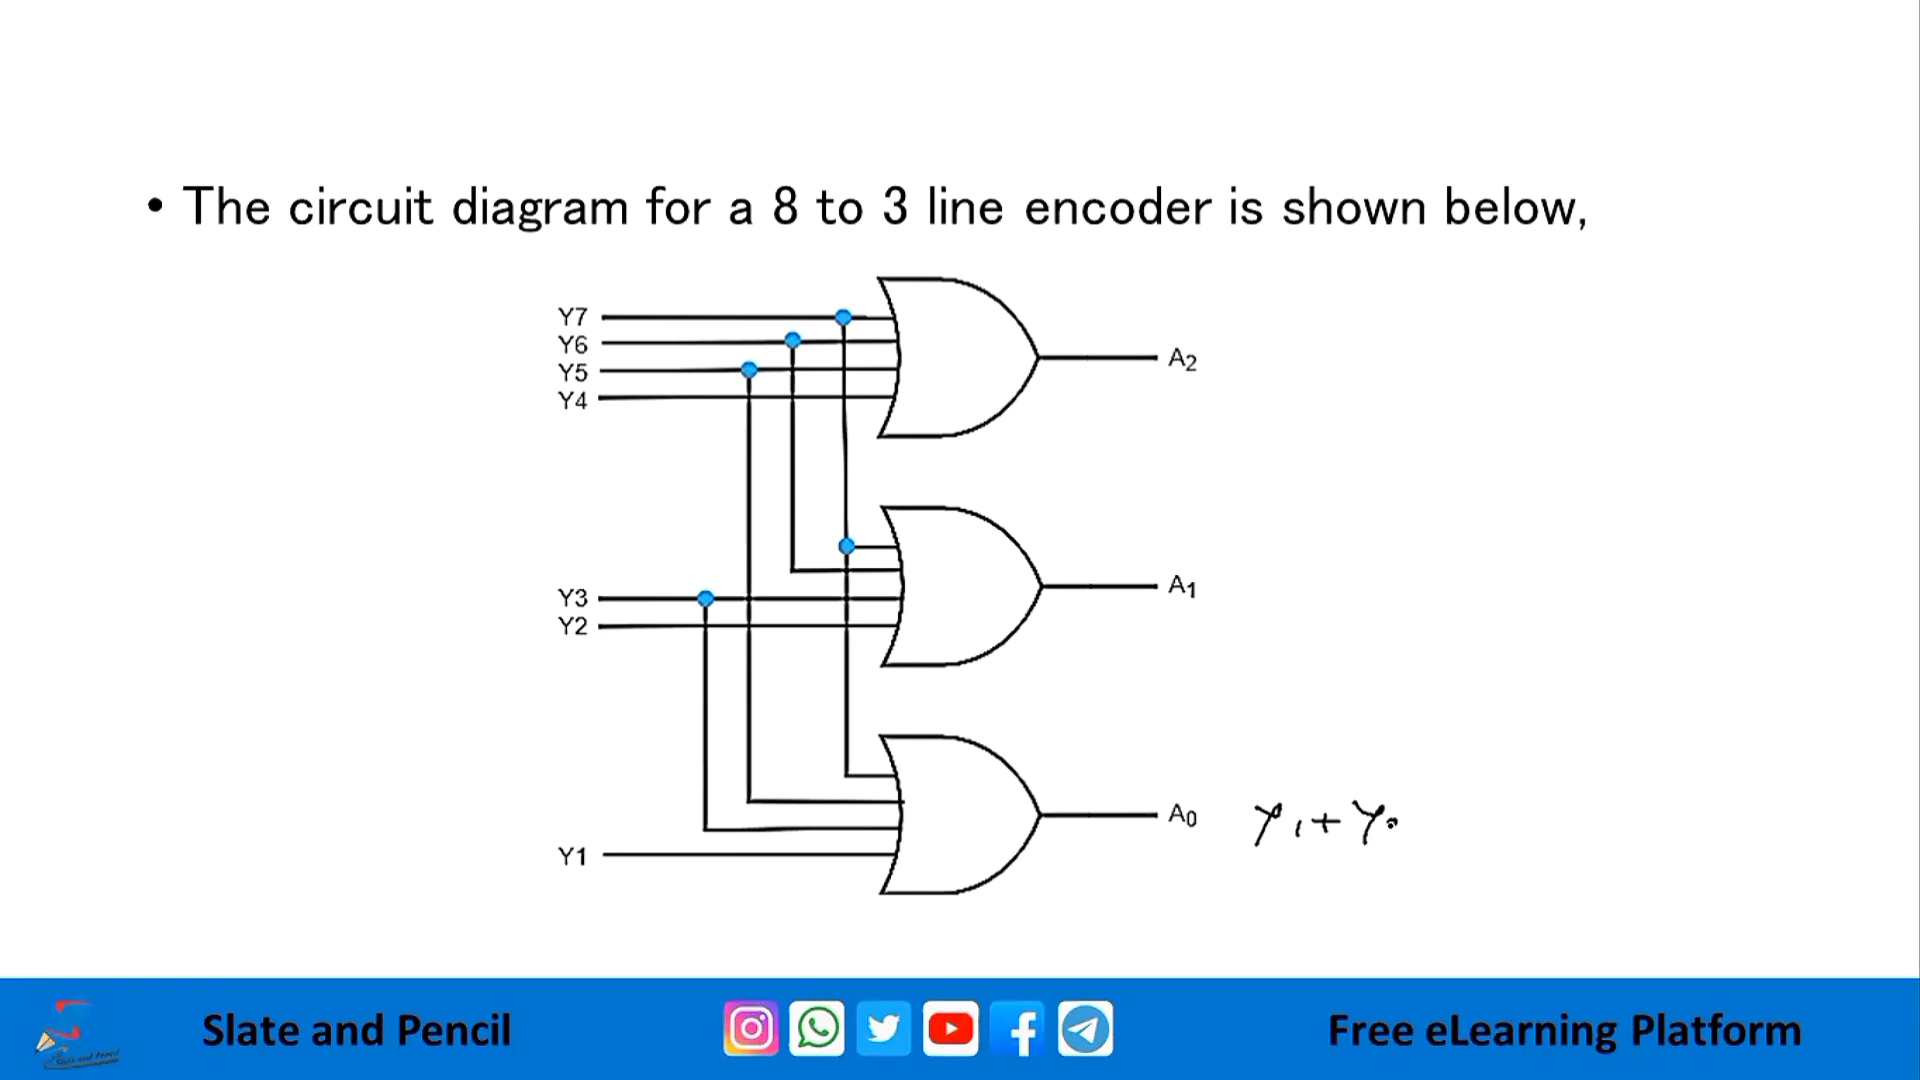 • The circuit diagram for a 8 to 3 line encoder is shown below,
Y7
Y6
Y5
Y4
A2
Y3
Y2
A1
Y1
A0 Y1+Y
Slate and Pencil
Free eLearning Platform